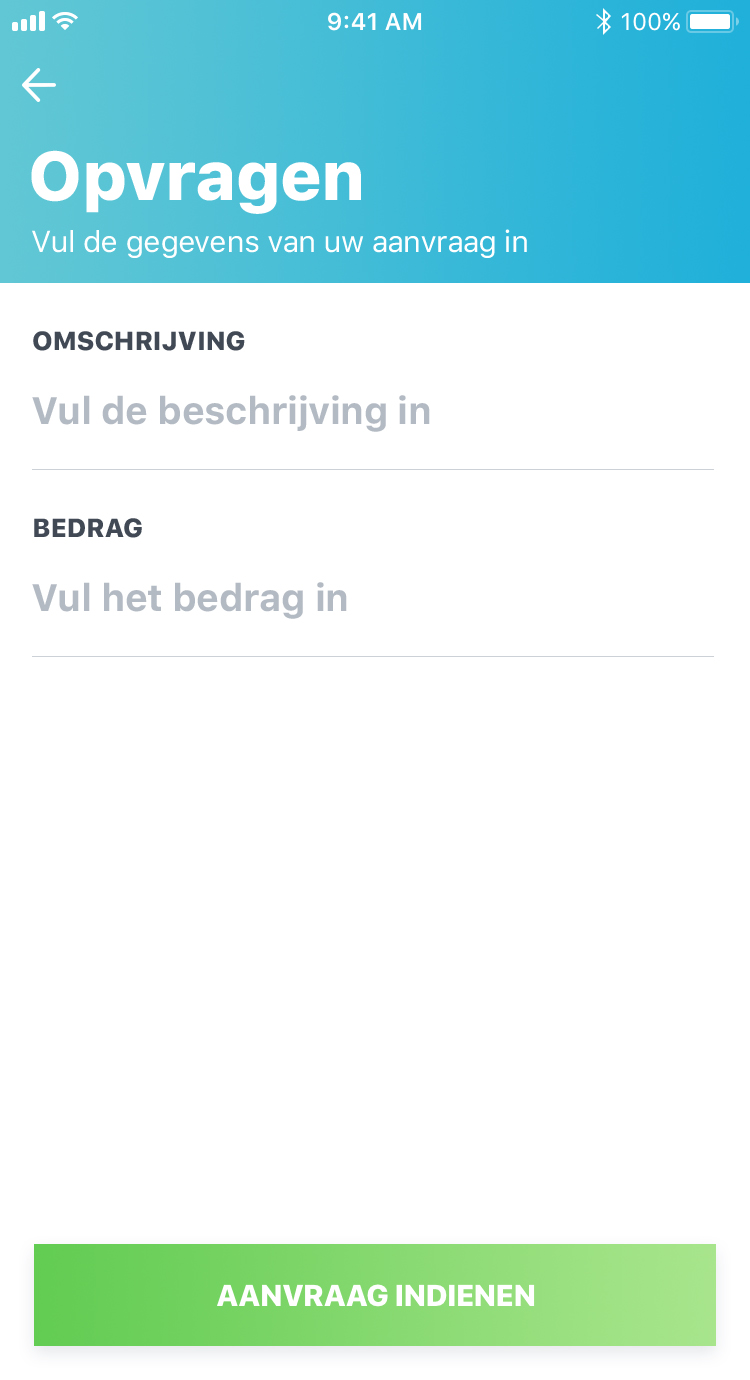 9:41 AM
100%
Opvragen
Vul de gegevens van uw aanvraag in
OMSCHRIJVING
Vul de beschrijving in
BEDRAG
Vul het bedrag in
AANVRAAG INDIENEN